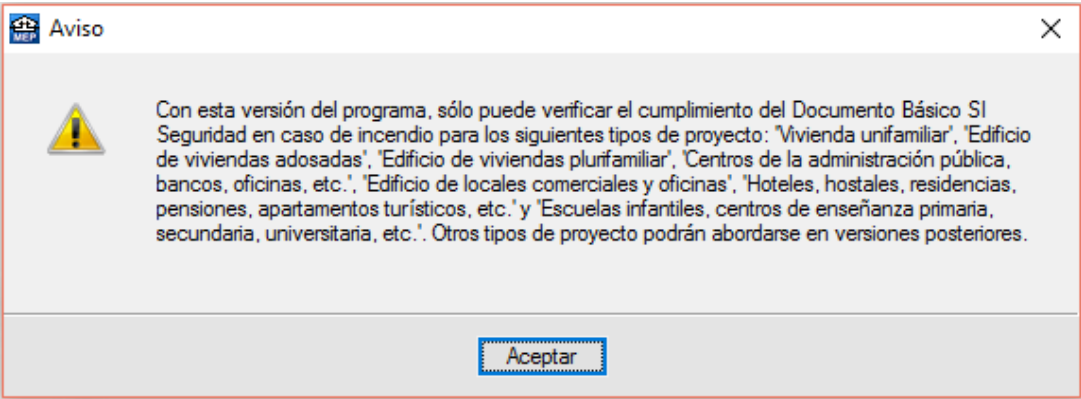 MEP Aviso
Con esta versión del programa, sólo puede verificar el cumplimiento del Documento Básico SI
Seguridad en caso de incendio para los siguientes tipos de proyecto: 'Vivienda unifamiliar', 'Edificio
de viviendas adosadas', 'Edificio de viviendas plurifamiliar', 'Centros de la administración pública,
bancos, oficinas, etc.', 'Edificio de locales comerciales y oficinas', 'Hoteles, hostales, residencias,
pensiones, apartamentos turísticos, etc.' y 'Escuelas infantiles, centros de enseñanza primaria,
secundaria, universitaria, etc.'. Otros tipos de proyecto podrán abordarse en versiones posteriores.
Aceptar